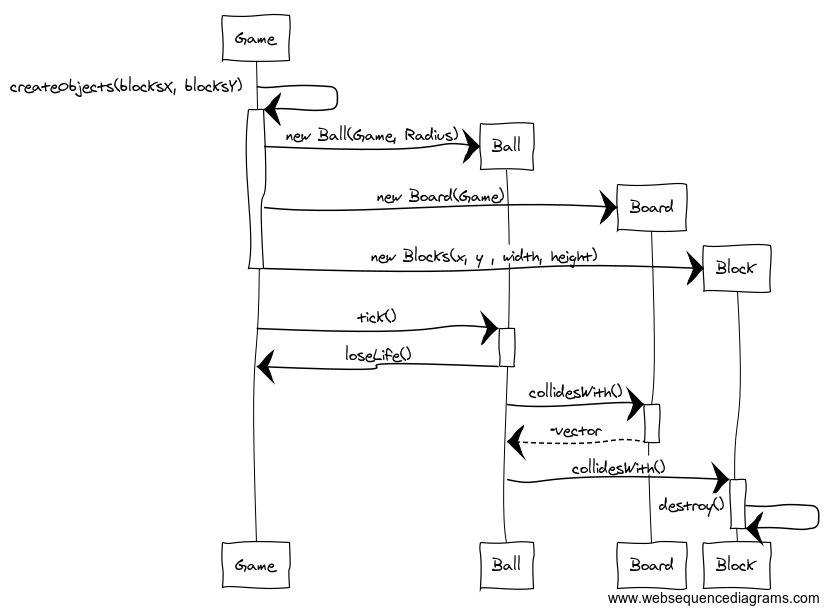 Game
createObjects(blocksX, blocksY)
new Ball(Game, Radius)
Ball
new Board(Game)
Board
new Blocks(x, y , width, height)
Block
tick()
loseLife()
collidesWith()
-vector
collidesWith()
destroy()
Game
Ball
Board
Block
www.websequencediagrams.com